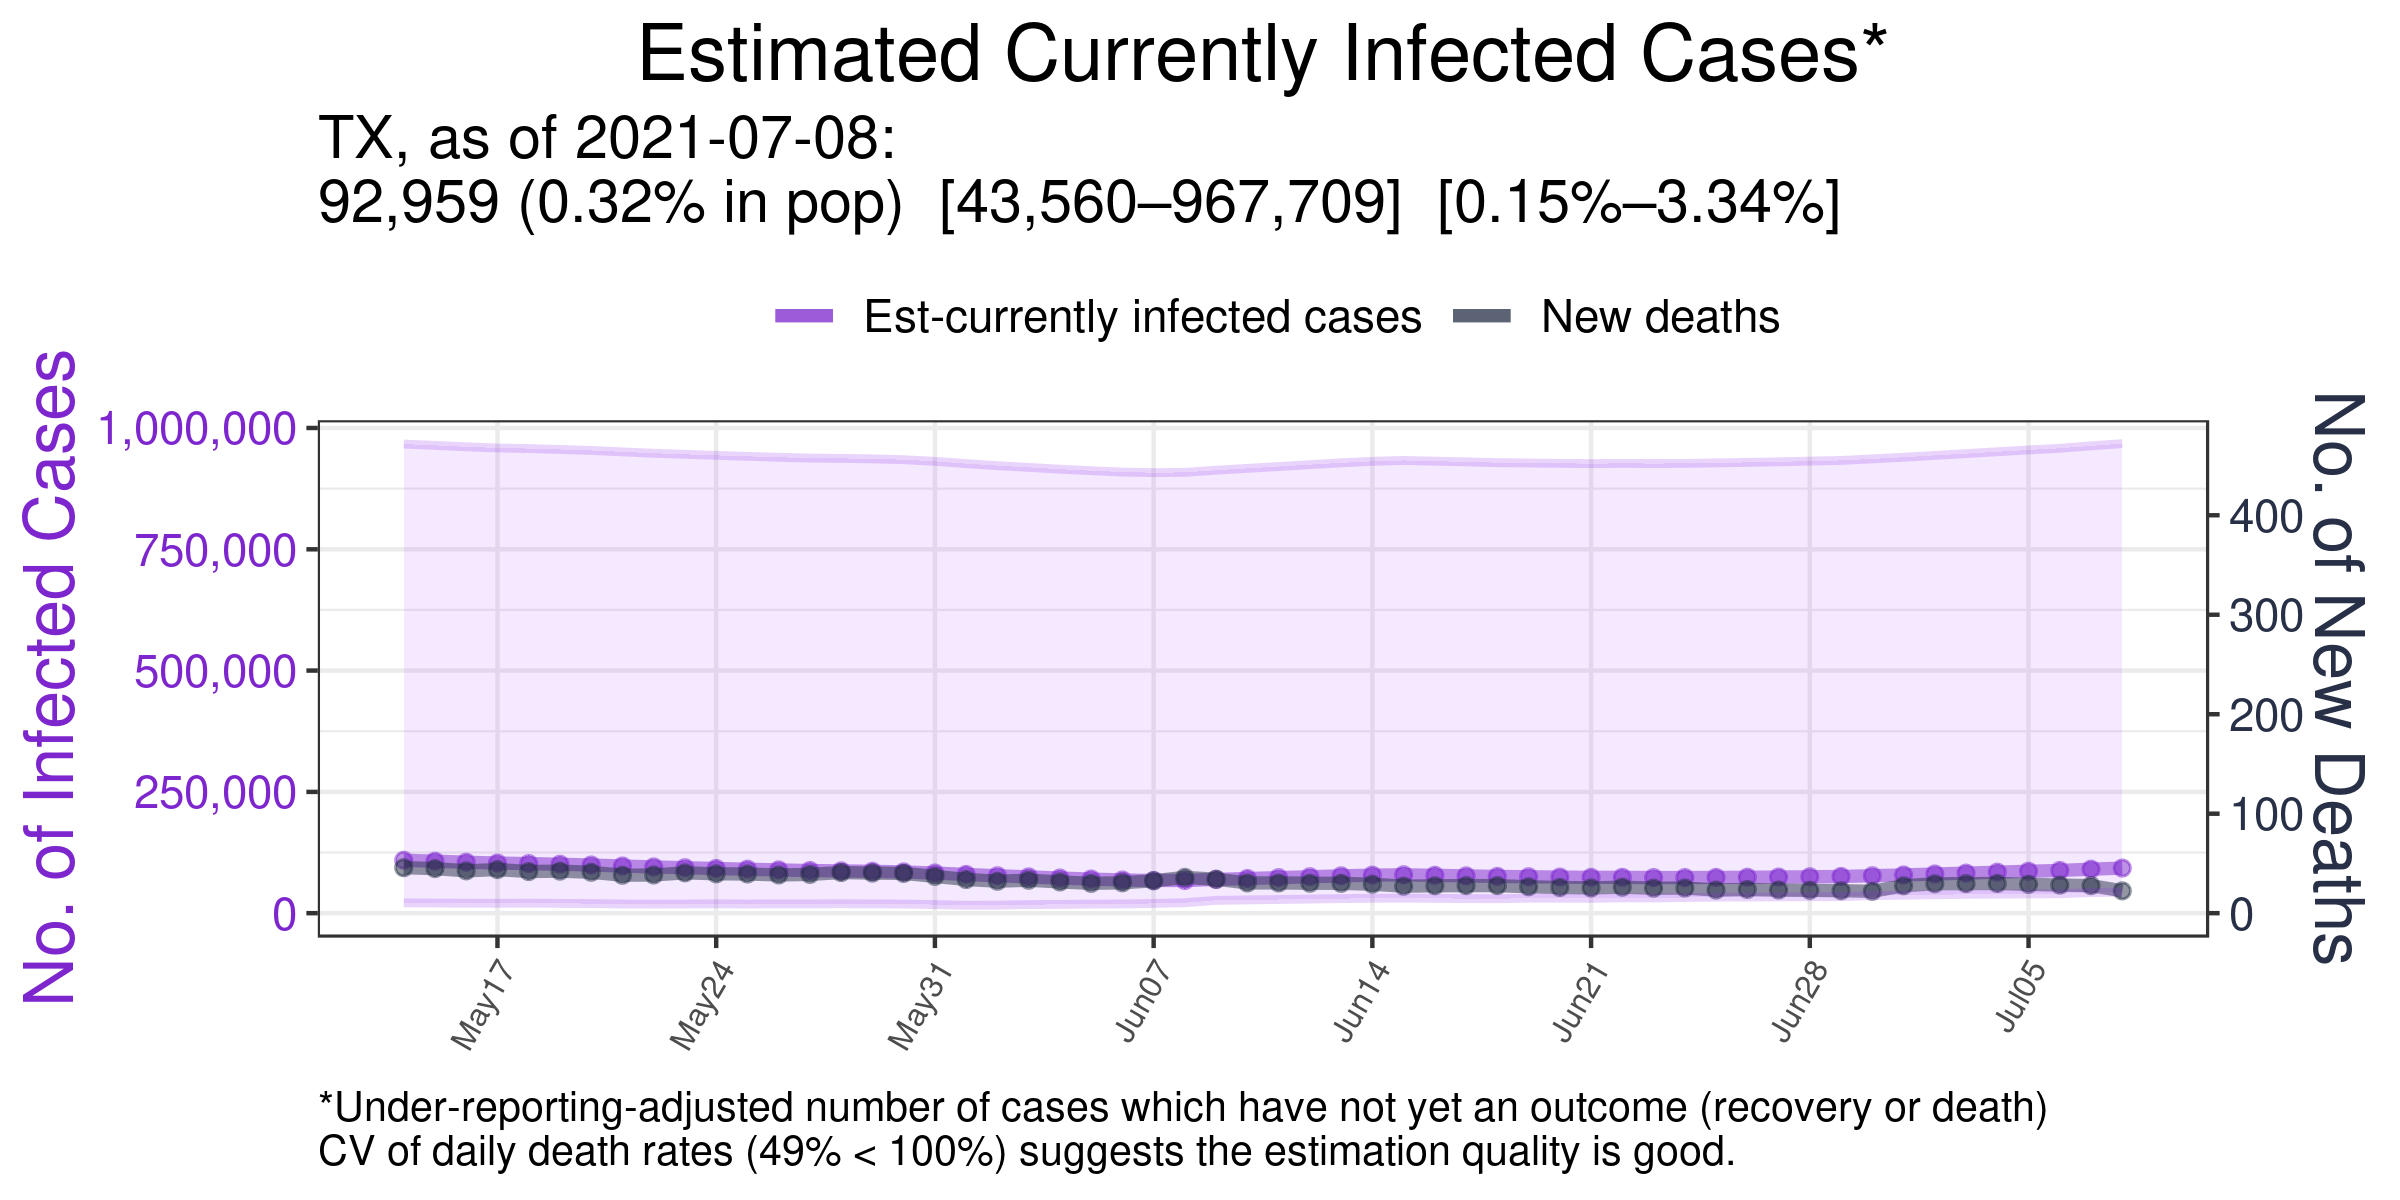 Estimated Currently Infected Cases*
TX, as of 2021-07-08:
92,959 (0.32% in pop)  [43,560–967,709]  [0.15%–3.34%]
Est-currently infected cases
New deaths
No. of Infected Cases
1,000,000
750,000
500,000
250,000
0
No. of New Deaths
400
300
200
100
0
May17
May24
May31
Jun07
Jun14
Jun21
Jun28
Jul05
*Under-reporting-adjusted number of cases which have not yet an outcome (recovery or death)
CV of daily death rates (49% < 100%) suggests the estimation quality is good.